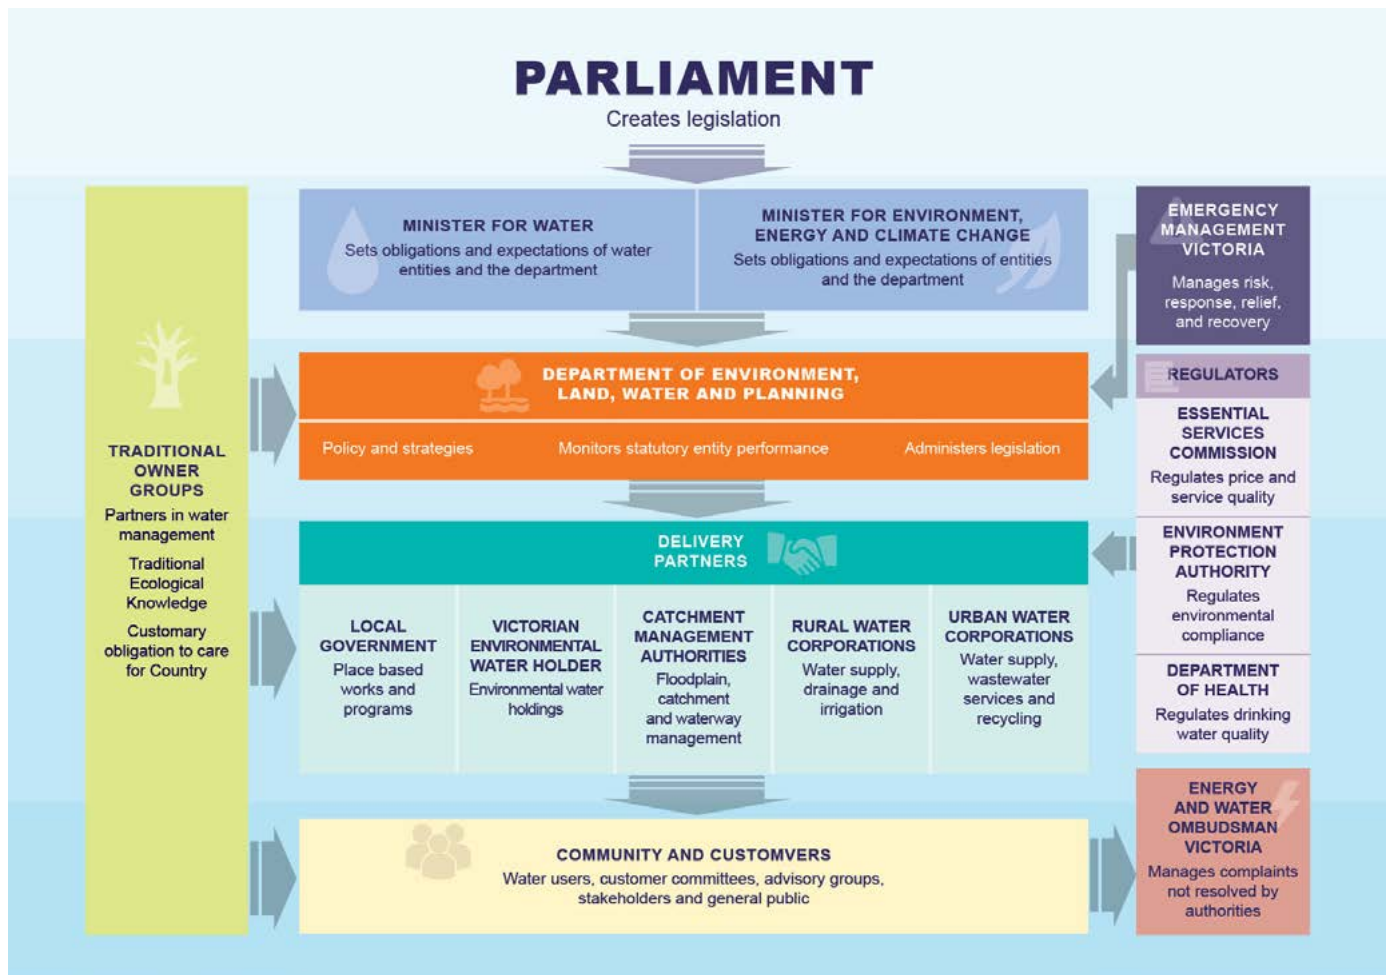 PARLIAMENT
Creates legislation
MINISTER FOR WATER
Sets obligations and expectations of water
entities and the department
MINISTER FOR ENVIRONMENT,
ENERGY AND CLIMATE CHANGE
Sets obligations and expectations of entities
and the department
EMERGENCY
MANAGEMENT
VICTORIA
Manages risk,
response, relief,
and recovery
TRADITIONAL
OWNER
GROUPS
Partners in water
management
Traditional
Ecological
Knowledge
Customary
obligation to care
for Country
DEPARTMENT OF ENVIRONMENT,
LAND, WATER AND PLANNING
Policy and strategies
Monitors statutory entity performance
Administers legislation
REGULATORS
ESSENTIAL
SERVICES
COMMISSION
Regulates price and
service quality
ENVIRONMENT
PROTECTION
AUTHORITY
Regulates
environmental
compliance
DEPARTMENT
OF HEALTH
Regulates drinking
water quality
DELIVERY
PARTNERS
LOCAL
GOVERNMENT
Place based
works and
programs
VICTORIAN
ENVIRONMENTAL
WATER HOLDER
Environmental water
holdings
CATCHMENT
MANAGEMENT
AUTHORITIES
Floodplain,
catchment
and waterway
management
RURAL WATER
CORPORATIONS
Water supply,
drainage and
irrigation
URBAN WATER
CORPORATIONS
Water supply,
wastewater
services and
recycling
COMMUNITY AND CUSTOMVERS
Water users, customer committees, advisory groups,
stakeholders and general public
ENERGY
AND WATER
OMBUDSMAN
VICTORIA
Manages complaints
not resolved by
authorities